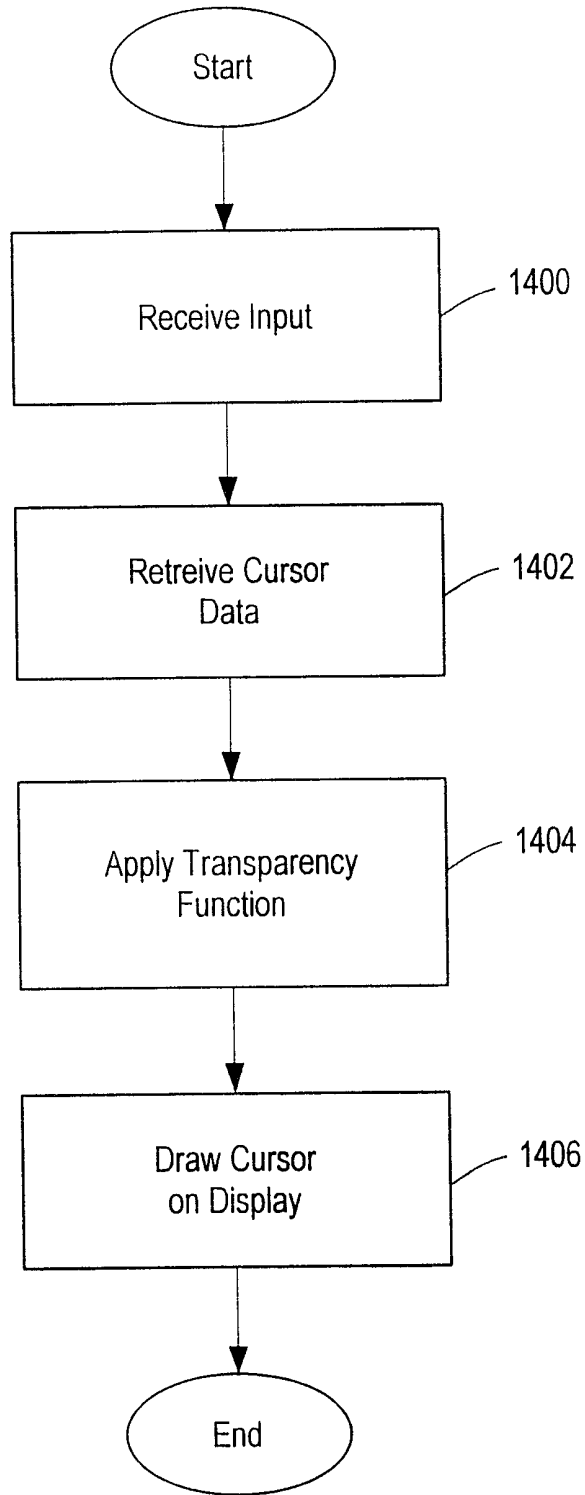 Start
Receive Input
1400
Retreive Cursor
Data
1402
Apply Transparency
Function
1404
Draw Cursor
on Display
1406
End